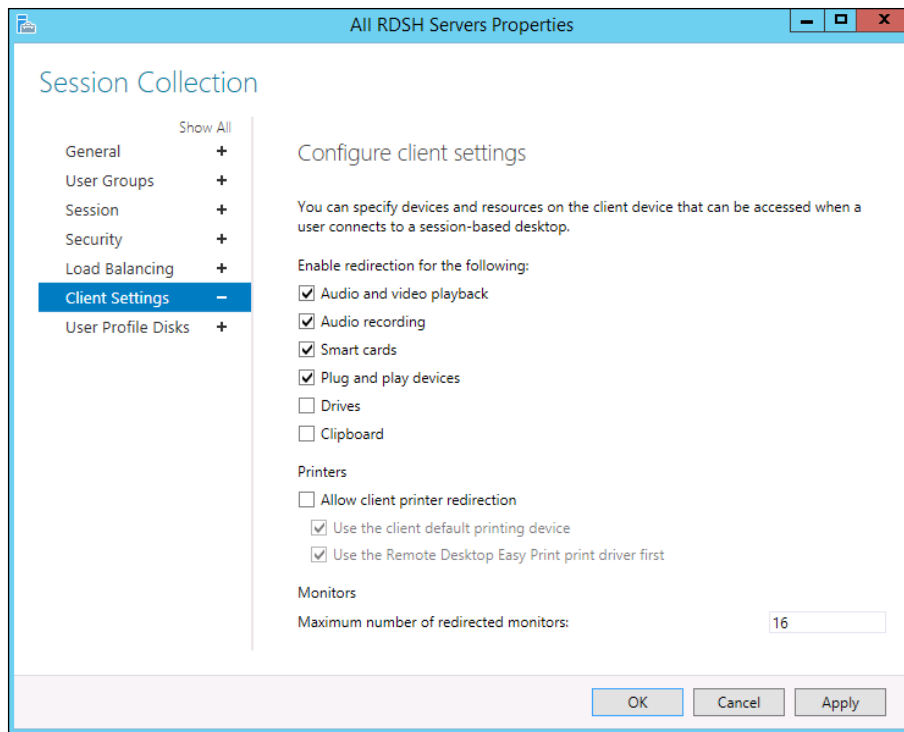 All RDSH Servers Properties
Session Collection
Show All
General
User Groups
Session
Security
Load Balancing
Client Settings
User Profile Disks
Configure client settings
You can specify devices and resources on the client device that can be accessed when a
user connects to a session-based desktop.
Enable redirection for the following:
Audio and video playback
Audio recording
Smart cards
Plug and play devices
Drives
Clipboard
Printers
Allow client printer redirection
Use the client default printing device
Use the Remote Desktop Easy Print print driver first
Monitors
Maximum number of redirected monitors: 16
OK Cancel Apply